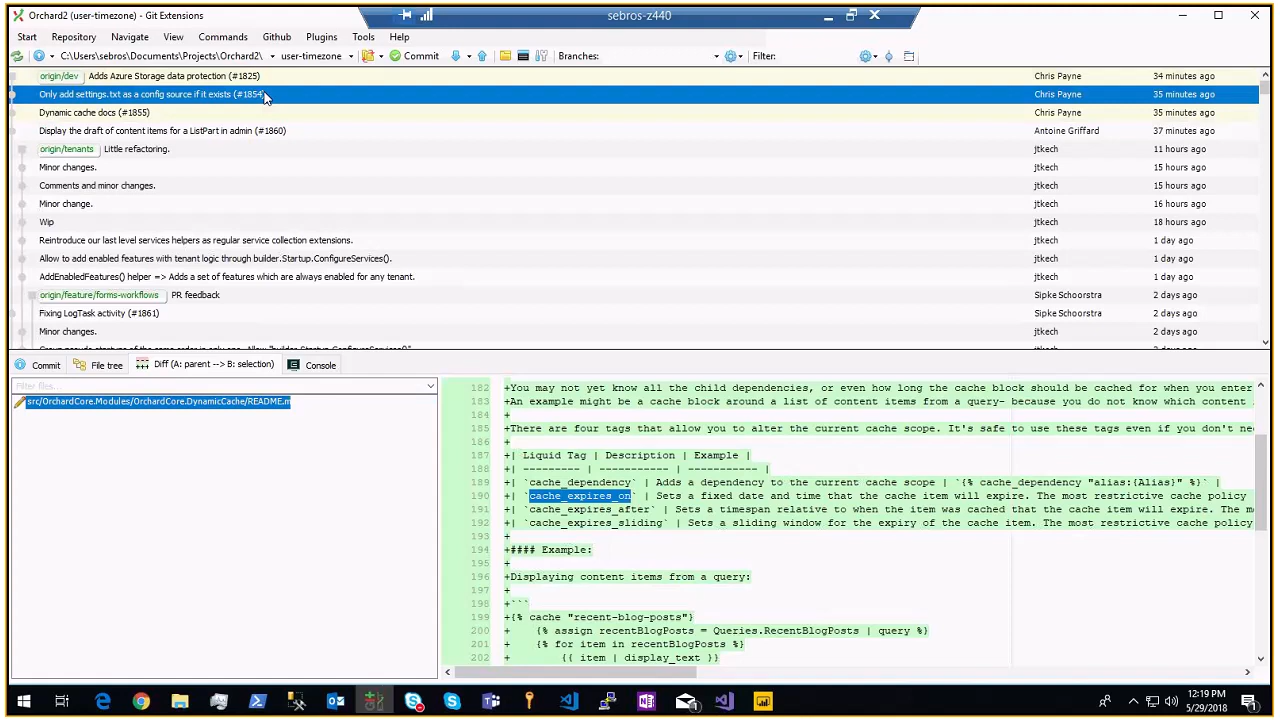 Orchard2 (user-timezone) - Git Extensions
sebros-z440
Start Repository Navigate View Commands Github Plugins Tools Help
C:\Users\sebros\Documents\Projects\Orchard2\ user-timezone Commit Branches: Filter:
origin/dev Adds Azure Storage data protection (#1825) Chris Payne 34 minutes ago
Only add settings.txt as a config source if it exists (#1854) Chris Payne 35 minutes ago
Dynamic cache docs (#1855) Chris Payne 35 minutes ago
Display the draft of content items for a ListPart in admin (#1860) Antoine Griffard 37 minutes ago
origin/tenants Little refactoring. jtkech 11 hours ago
Minor changes. jtkech 15 hours ago
Comments and minor changes. jtkech 15 hours ago
Minor change. jtkech 16 hours ago
Wip jtkech 18 hours ago
Reintroduce our last level services helpers as regular service collection extensions. jtkech 1 day ago
Allow to add enabled features with tenant logic through builder.Startup.ConfigureServices(). jtkech 1 day ago
AddEnabledFeatures() helper => Adds a set of features which are always enabled for any tenant. jtkech 1 day ago
origin/feature/forms-workflows PR feedback Sipke Schoorstra 2 days ago
Fixing LogTask activity (#1861) Sipke Schoorstra 2 days ago
Minor changes. jtkech 2 days ago
Commit File tree Diff (A: parent --> B: selection) Console
Filter files...
src/OrchardCore.Modules/OrchardCore.DynamicCache/README.m
182 +You may not yet know all the child dependencies, or even how long the cache block should be cached for when you enter
183 +An example might be a cache block around a list of content items from a query- because you do not know which content
184 +
185 +There are four tags that allow you to alter the current cache scope. It's safe to use these tags even if you don't ne
186 +
187 +| Liquid Tag | Description | Example |
188 +| --------- | ----------- | ----------- |
189 +| `cache_dependency` | Adds a dependency to the current cache scope | `{% cache_dependency "alias:{Alias}" %}` |
190 +| `cache_expires_on` | Sets a fixed date and time that the cache item will expire. The most restrictive cache policy
191 +| `cache_expires_after` | Sets a timespan relative to when the item was cached that the cache item will expire. The mo
192 +| `cache_expires_sliding` | Sets a sliding window for the expiry of the cache item. The most restrictive cache policy
193 +
194 +#### Example:
195 +
196 +Displaying content items from a query:
197 +
198 +```
199 +{% cache "recent-blog-posts"}
200 + {% assign recentBlogPosts = Queries.RecentBlogPosts | query %}
201 + {% for item in recentBlogPosts %}
202 + {{ item | display_text }}
12:19 PM
5/29/2018